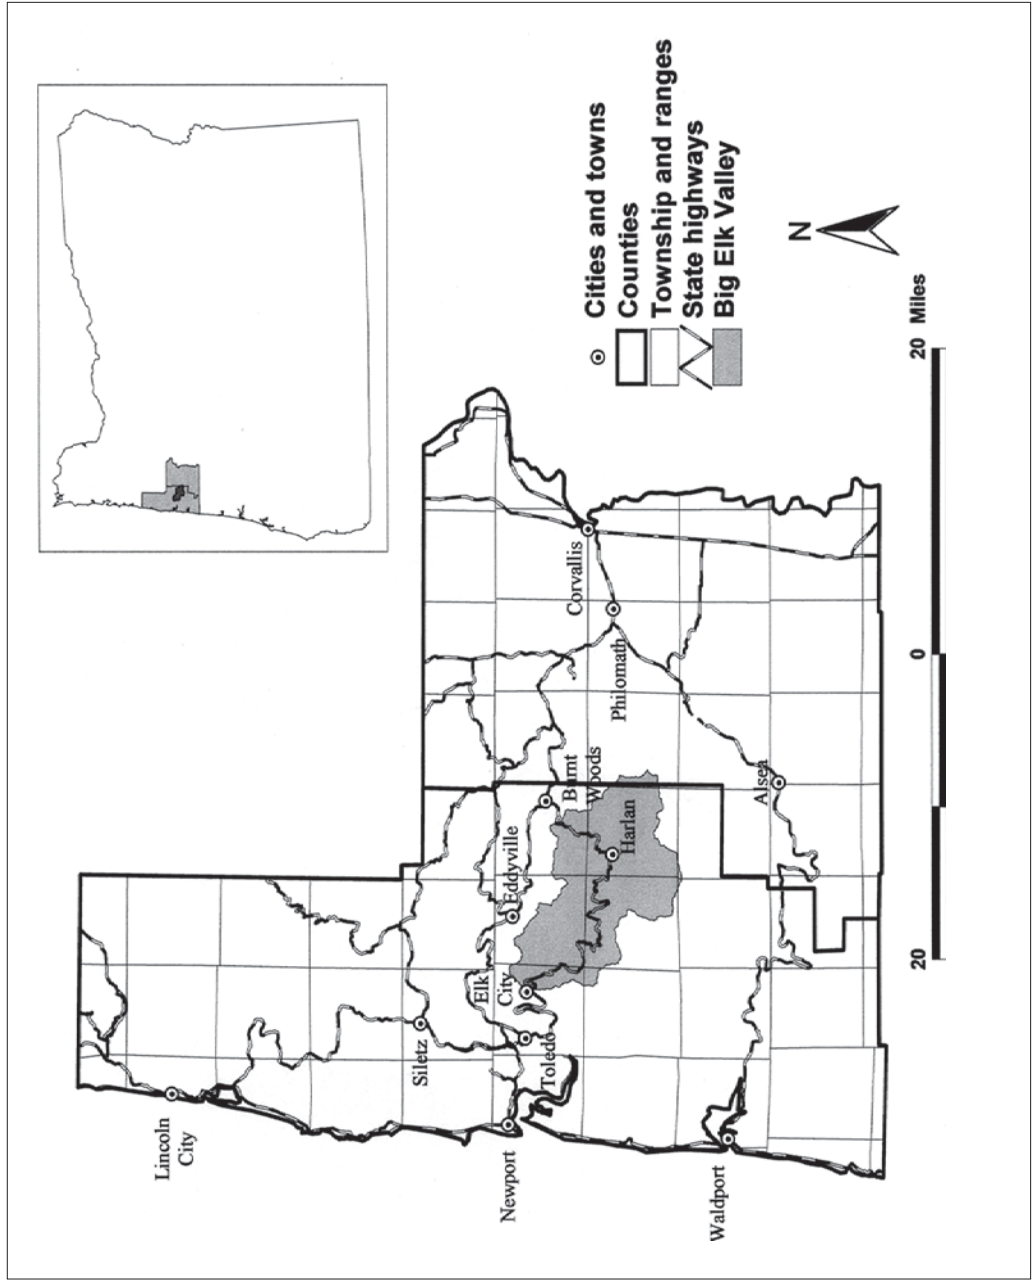 Cities and towns
Counties
Township and ranges
State highways
Big Elk Valley
N
20
0
20 Miles
Lincoln
City
Siletz
Newport
Toledo
Elk
City
Eddyville
Burnt
Woods
Harlan
Corvallis
Philomath
Alsea
Waldport